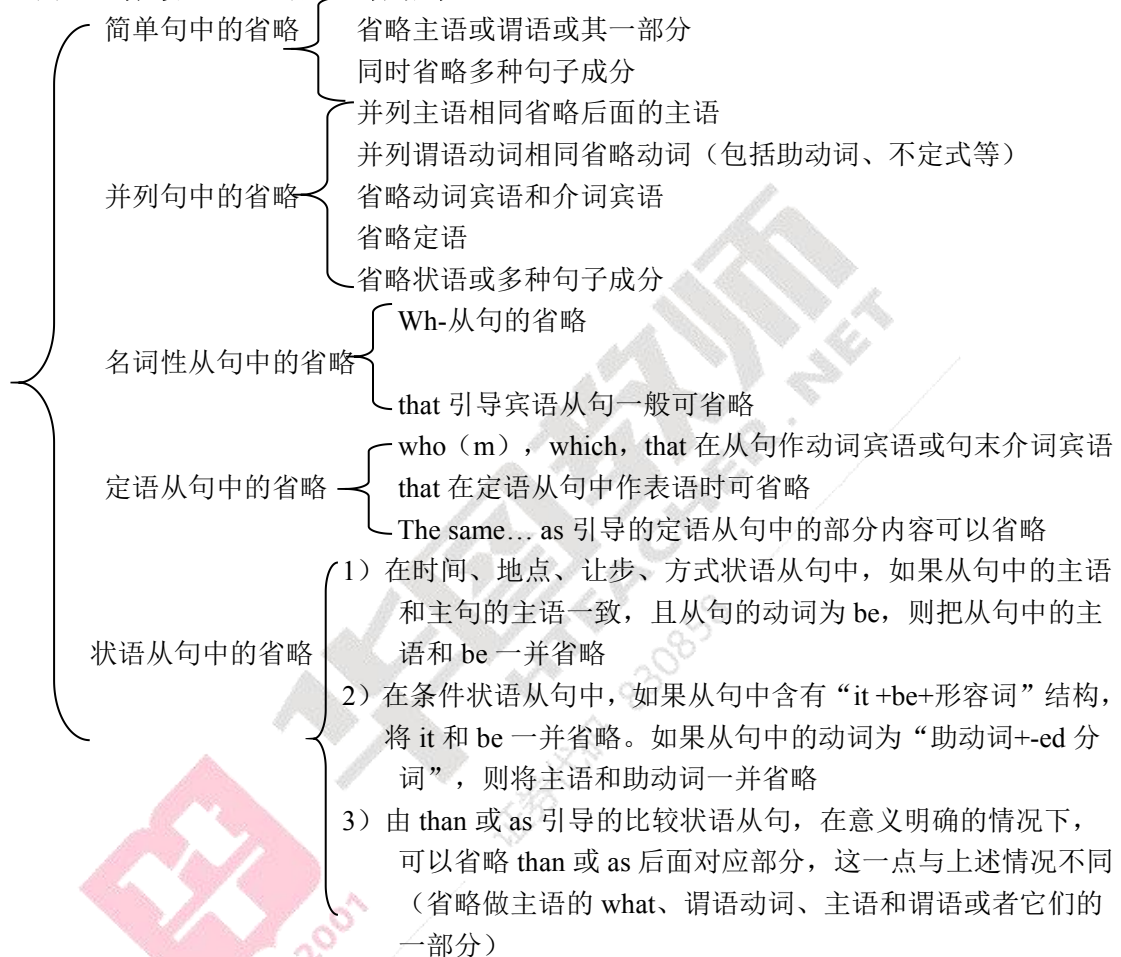 简单句中的省略
省略主语或谓语或其一部分
同时省略多种句子成分
并列句中的省略
并列主语相同省略后面的主语
并列谓语动词相同省略动词（包括助动词、不定式等）
省略动词宾语和介词宾语
省略定语
省略状语或多种句子成分
名词性从句中的省略
Wh-从句的省略
that 引导宾语从句一般可省略
定语从句中的省略
who（m），which，that 在从句作动词宾语或句末介词宾语
that 在定语从句中作表语时可省略
The same… as 引导的定语从句中的部分内容可以省略
状语从句中的省略
1）在时间、地点、让步、方式状语从句中，如果从句中的主语
和主句的主语一致，且从句的动词为 be，则把从句中的主
语和 be 一并省略
2）在条件状语从句中，如果从句中含有“it +be+形容词”结构，
将 it 和 be 一并省略。如果从句中的动词为“助动词+-ed 分
词”，则将主语和助动词一并省略
3）由 than 或 as 引导的比较状语从句，在意义明确的情况下，
可以省略 than 或 as 后面对应部分，这一点与上述情况不同
（省略做主语的 what、谓语动词、主语和谓语或者它们的
一部分）
华图教师
HTEACHER.NET
证券代码 830858
2001